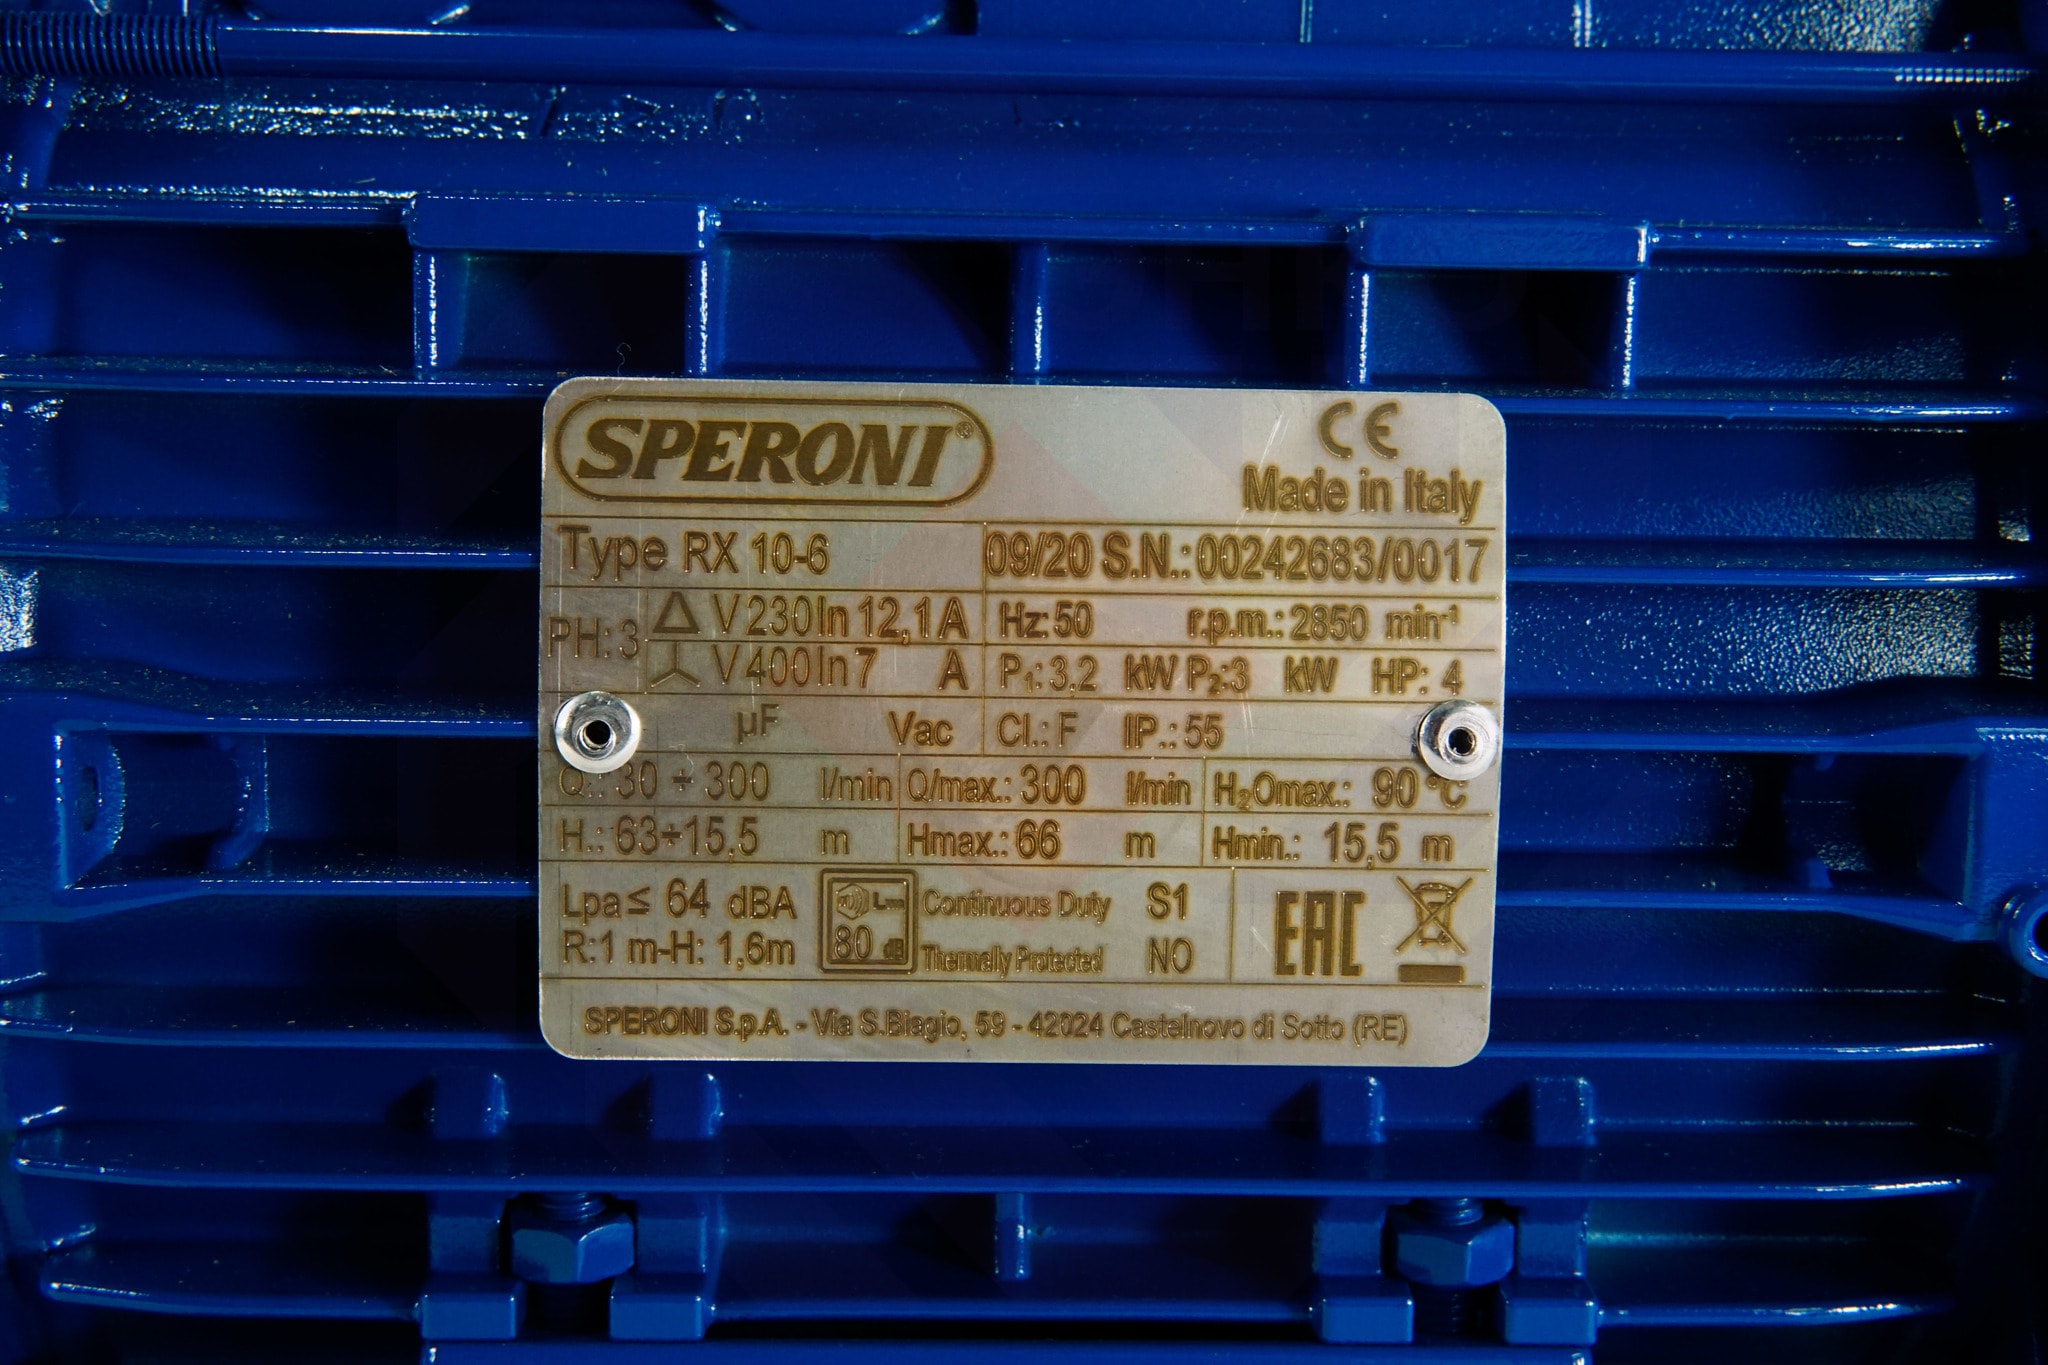 SPERONI®
CE
Made in Italy
Type RX 10-6
09/20 S.N.: 00242683/0017
PH: 3
△ V 230 In 12,1 A
Hz: 50 r.p.m.: 2850 min⁻¹
V 400 In 7 A
P₁: 3,2 kW P₂: 3 kW HP: 4
µF Vac
Cl.: F IP.: 55
Q.: 30 ÷ 300 l/min
Q/max.: 300 l/min
H₂Omax.: 90 °C
H.: 63÷15,5 m
Hmax.: 66 m
Hmin.: 15,5 m
Lpa ≤ 64 dBA
R:1 m-H: 1,6m
80 dB
Continuous Duty S1
Thermally Protected NO
EAC
SPERONI S.p.A. - Via S.Biagio, 59 - 42024 Castelnovo di Sotto (RE)